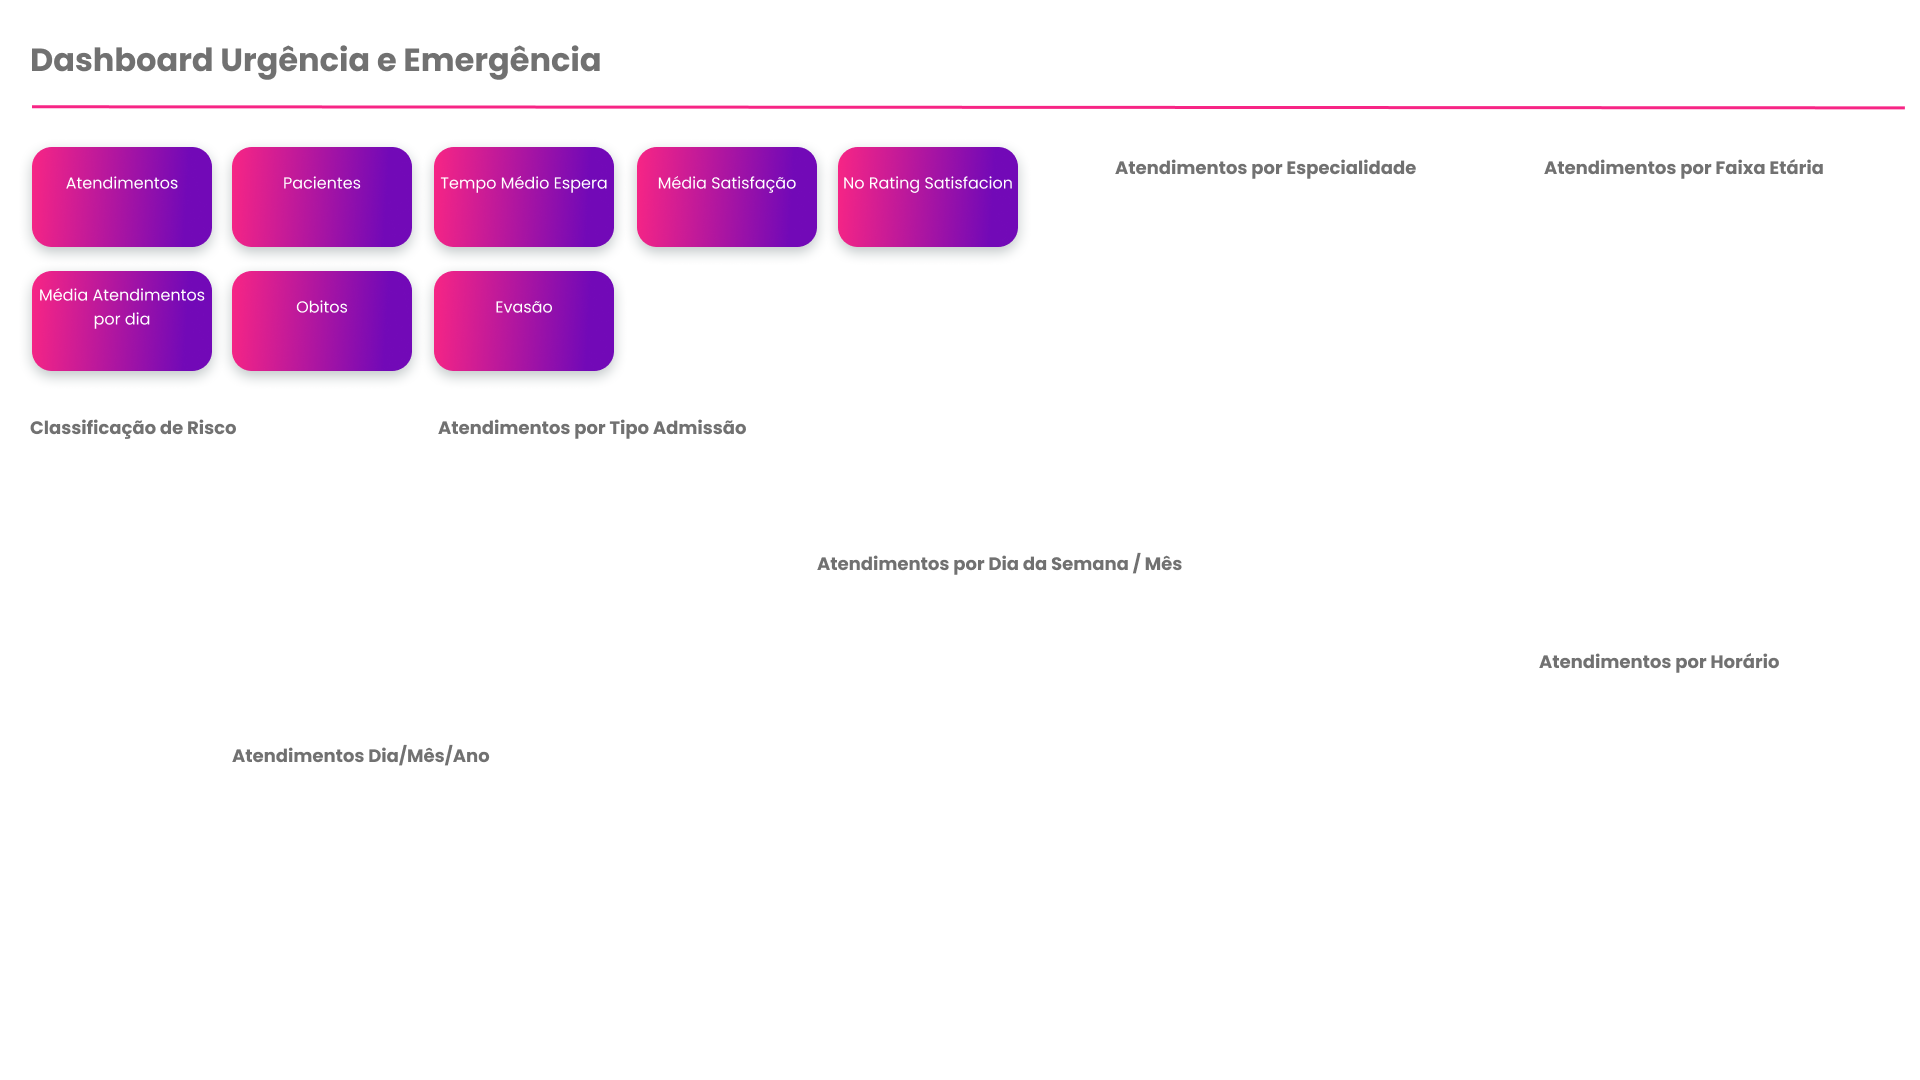 Dashboard Urgência e Emergência
Atendimentos
Pacientes
Tempo Médio Espera
Média Satisfação
No Rating Satisfacion
Atendimentos por Especialidade
Atendimentos por Faixa Etária
Média Atendimentos
por dia
Obitos
Evasão
Classificação de Risco
Atendimentos por Tipo Admissão
Atendimentos por Dia da Semana / Mês
Atendimentos por Horário
Atendimentos Dia/Mês/Ano